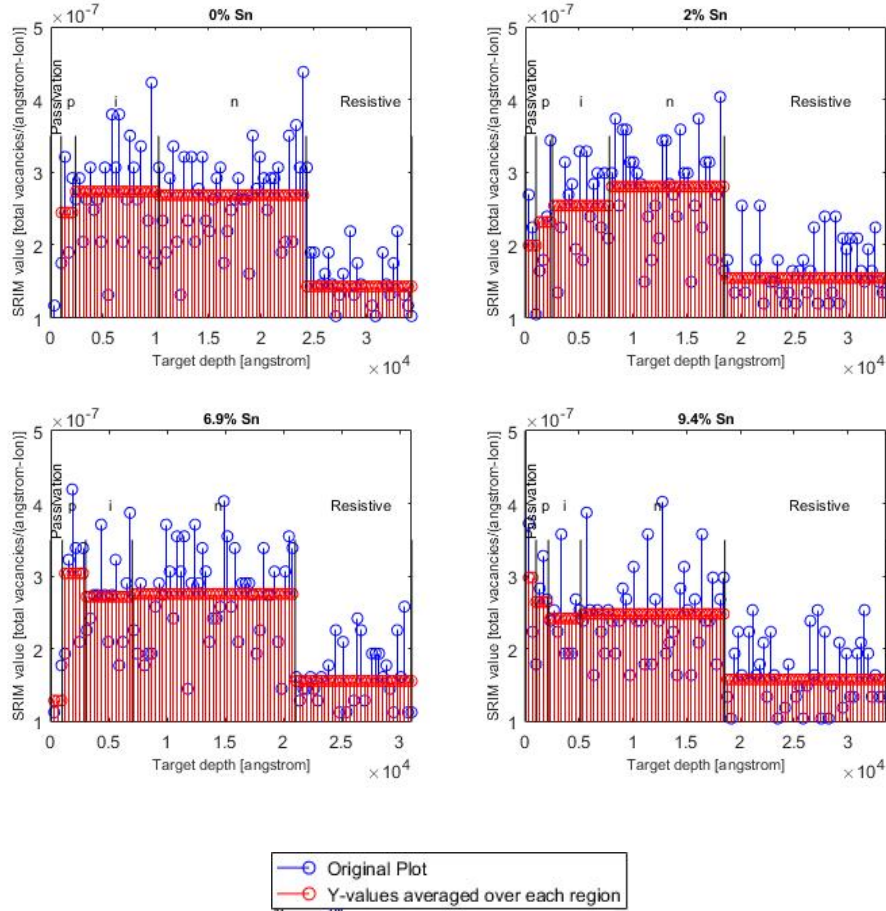 ×10⁻⁷
0% Sn
SRIM value [total vacancies/(angstrom-Ion)]
5
4
3
2
1
Passivation
p
i
n
Resistive
0
0.5
1
1.5
2
2.5
3
Target depth [angstrom]
×10⁴
×10⁻⁷
2% Sn
SRIM value [total vacancies/(angstrom-Ion)]
5
4
3
2
1
Passivation
p
i
n
Resistive
0
0.5
1
1.5
2
2.5
3
Target depth [angstrom]
×10⁴
×10⁻⁷
6.9% Sn
SRIM value [total vacancies/(angstrom-Ion)]
5
4
3
2
1
Passivation
p
i
n
Resistive
0
0.5
1
1.5
2
2.5
3
Target depth [angstrom]
×10⁴
×10⁻⁷
9.4% Sn
SRIM value [total vacancies/(angstrom-Ion)]
5
4
3
2
1
Passivation
p
i
n
Resistive
0
0.5
1
1.5
2
2.5
3
Target depth [angstrom]
×10⁴
Original Plot
Y-values averaged over each region